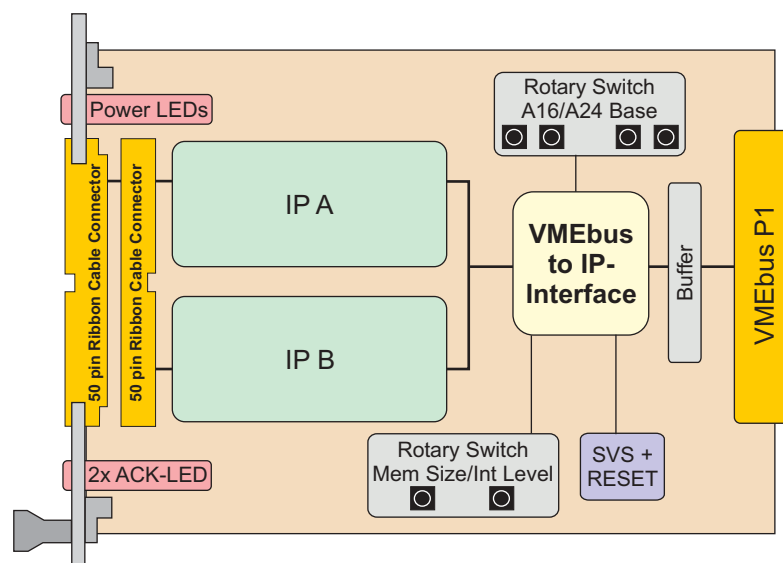 Power LEDs
Rotary Switch
A16/A24 Base
50 pin Ribbon Cable Connector
50 pin Ribbon Cable Connector
IP A
IP B
VMEbus
to IP-
Interface
Buffer
VMEbus P1
2x ACK-LED
Rotary Switch
Mem Size/Int Level
SVS +
RESET